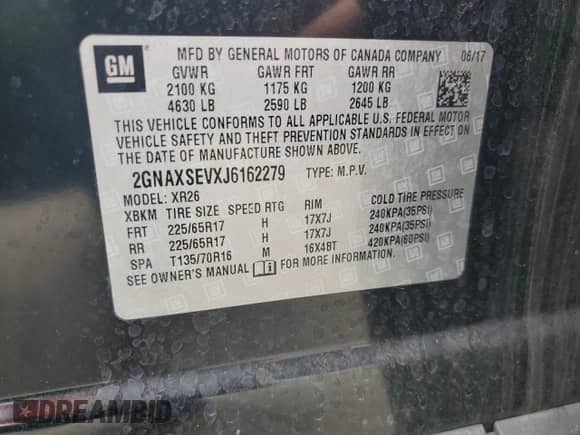 GM
MFD BY GENERAL MOTORS OF CANADA COMPANY 06/17
GVWR GAWR FRT GAWR RR
2100 KG 1175 KG 1200 KG
4630 LB 2590 LB 2645 LB
THIS VEHICLE CONFORMS TO ALL APPLICABLE U.S. FEDERAL MOTOR
VEHICLE SAFETY AND THEFT PREVENTION STANDARDS IN EFFECT ON
THE DATE OF MANUFACTURE SHOWN ABOVE.
2GNAXSEVXJ6162279 TYPE: M.P.V.
MODEL: XR26
XBKM TIRE SIZE SPEED RTG RIM COLD TIRE PRESSURE
FRT 225/65R17 H 17X7J 240KPA(35PSI)
RR 225/65R17 H 17X7J 240KPA(35PSI)
SPA T135/70R16 M 16X4BT 420KPA(60PSI)
SEE OWNER'S MANUAL FOR MORE INFORMATION.
DREAMBID